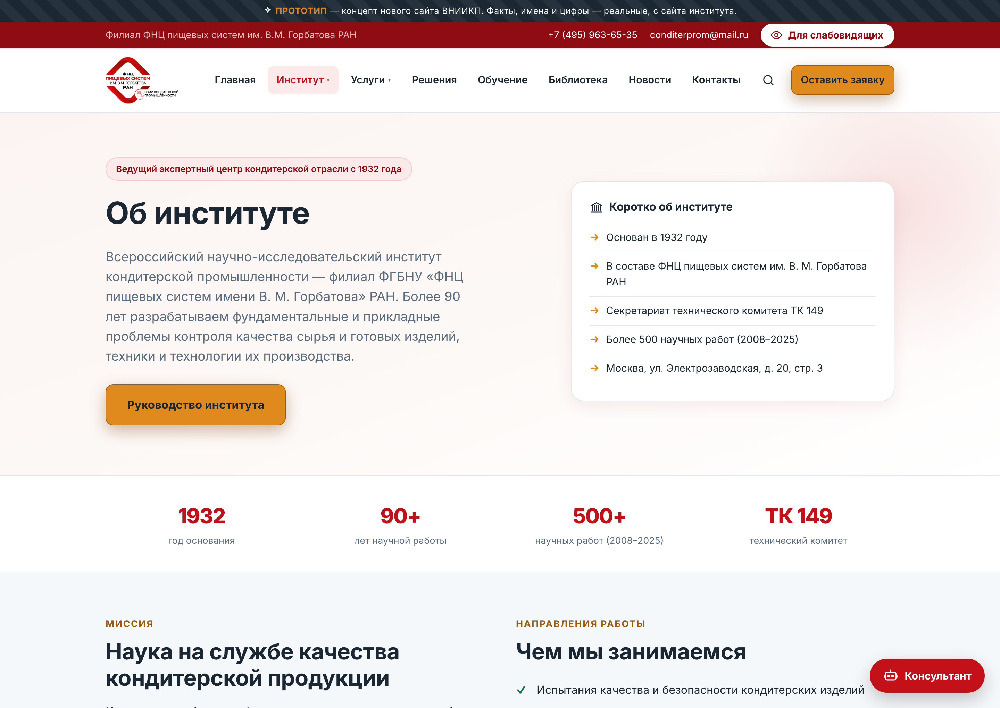 ПРОТОТИП — концепт нового сайта ВНИИКП. Факты, имена и цифры — реальные, с сайта института.
Филиал ФНЦ пищевых систем им. В.М. Горбатова РАН
+7 (495) 963-65-35
conditerprom@mail.ru
Для слабовидящих
ФНЦ
ПИЩЕВЫХ СИСТЕМ
ИМ. В.М. ГОРБАТОВА
РАН
ВНИИ КОНДИТЕРСКОЙ
ПРОМЫШЛЕННОСТИ
Главная
Институт
Услуги
Решения
Обучение
Библиотека
Новости
Контакты
Оставить заявку
Ведущий экспертный центр кондитерской отрасли с 1932 года
Об институте
Всероссийский научно-исследовательский институт
кондитерской промышленности — филиал ФГБНУ «ФНЦ
пищевых систем имени В. М. Горбатова» РАН. Более 90
лет разрабатываем фундаментальные и прикладные
проблемы контроля качества сырья и готовых изделий,
техники и технологии их производства.
Руководство института
Коротко об институте
Основан в 1932 году
В составе ФНЦ пищевых систем им. В. М. Горбатова
РАН
Секретариат технического комитета ТК 149
Более 500 научных работ (2008–2025)
Москва, ул. Электрозаводская, д. 20, стр. 3
1932
год основания
90+
лет научной работы
500+
научных работ (2008–2025)
ТК 149
технический комитет
МИССИЯ
Наука на службе качества
кондитерской продукции
НАПРАВЛЕНИЯ РАБОТЫ
Чем мы занимаемся
Испытания качества и безопасности кондитерских изделий
Консультант